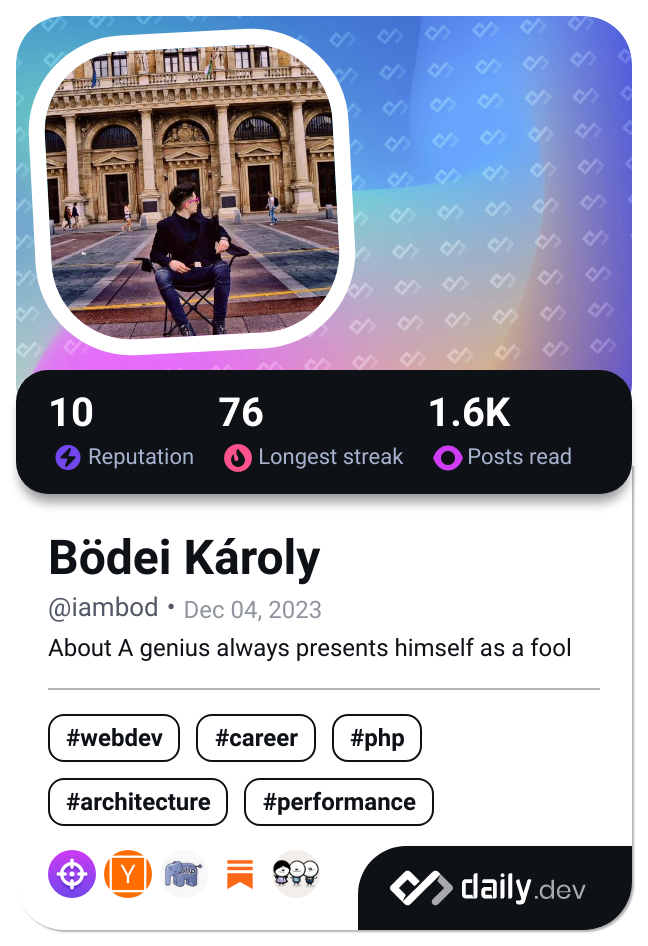 10 76 1.6K
Reputation Longest streak Posts read
Bödei Károly
@iambod • Dec 04, 2023
About A genius always presents himself as a fool
#webdev #career #php
#architecture #performance
Y php
daily.dev